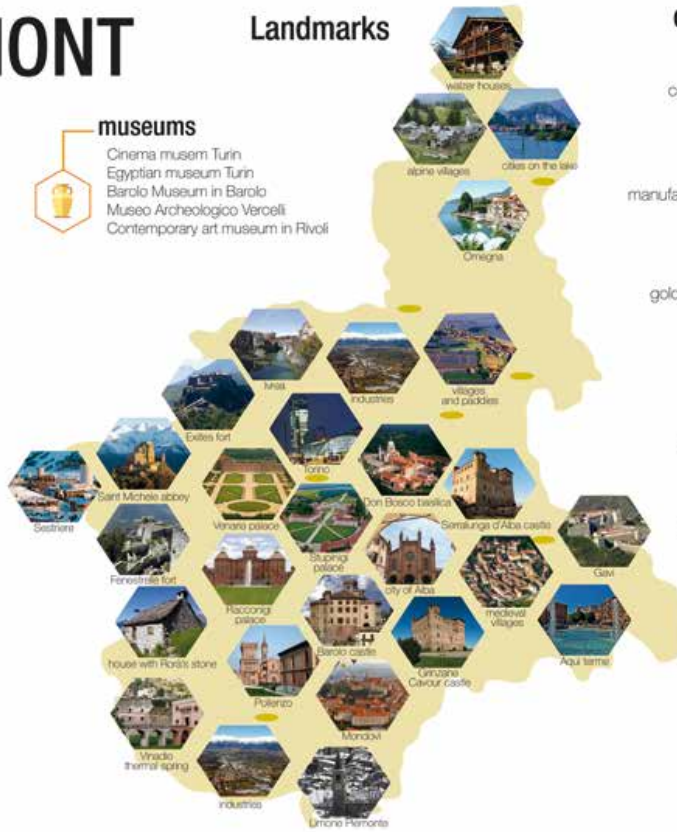 MONT
Landmarks
museums
Cinema musem Turin
Egyptian museum Turin
Barolo Museum in Barolo
Museo Archeologico Vercelli
Contemporary art museum in Rivoli
walzer houses
alpine villages
cities on the lake
Omegna
manufa
gold
Ivrea
industries
villages
and paddies
Exilles fort
Torino
Saint Michele abbey
Don Bosco basilica
Sestriere
Venaria palace
Serralunga d'Alba castle
Stupinigi
palace
Fenestrelle fort
city of Alba
Gavi
Racconigi
palace
medieval
villages
Barolo castle
house with Rora's stone
Grinzane
Cavour castle
Aqui terme
Pollenzo
Mondovì
Vinadio
thermal spring
industries
Limone Piemonte